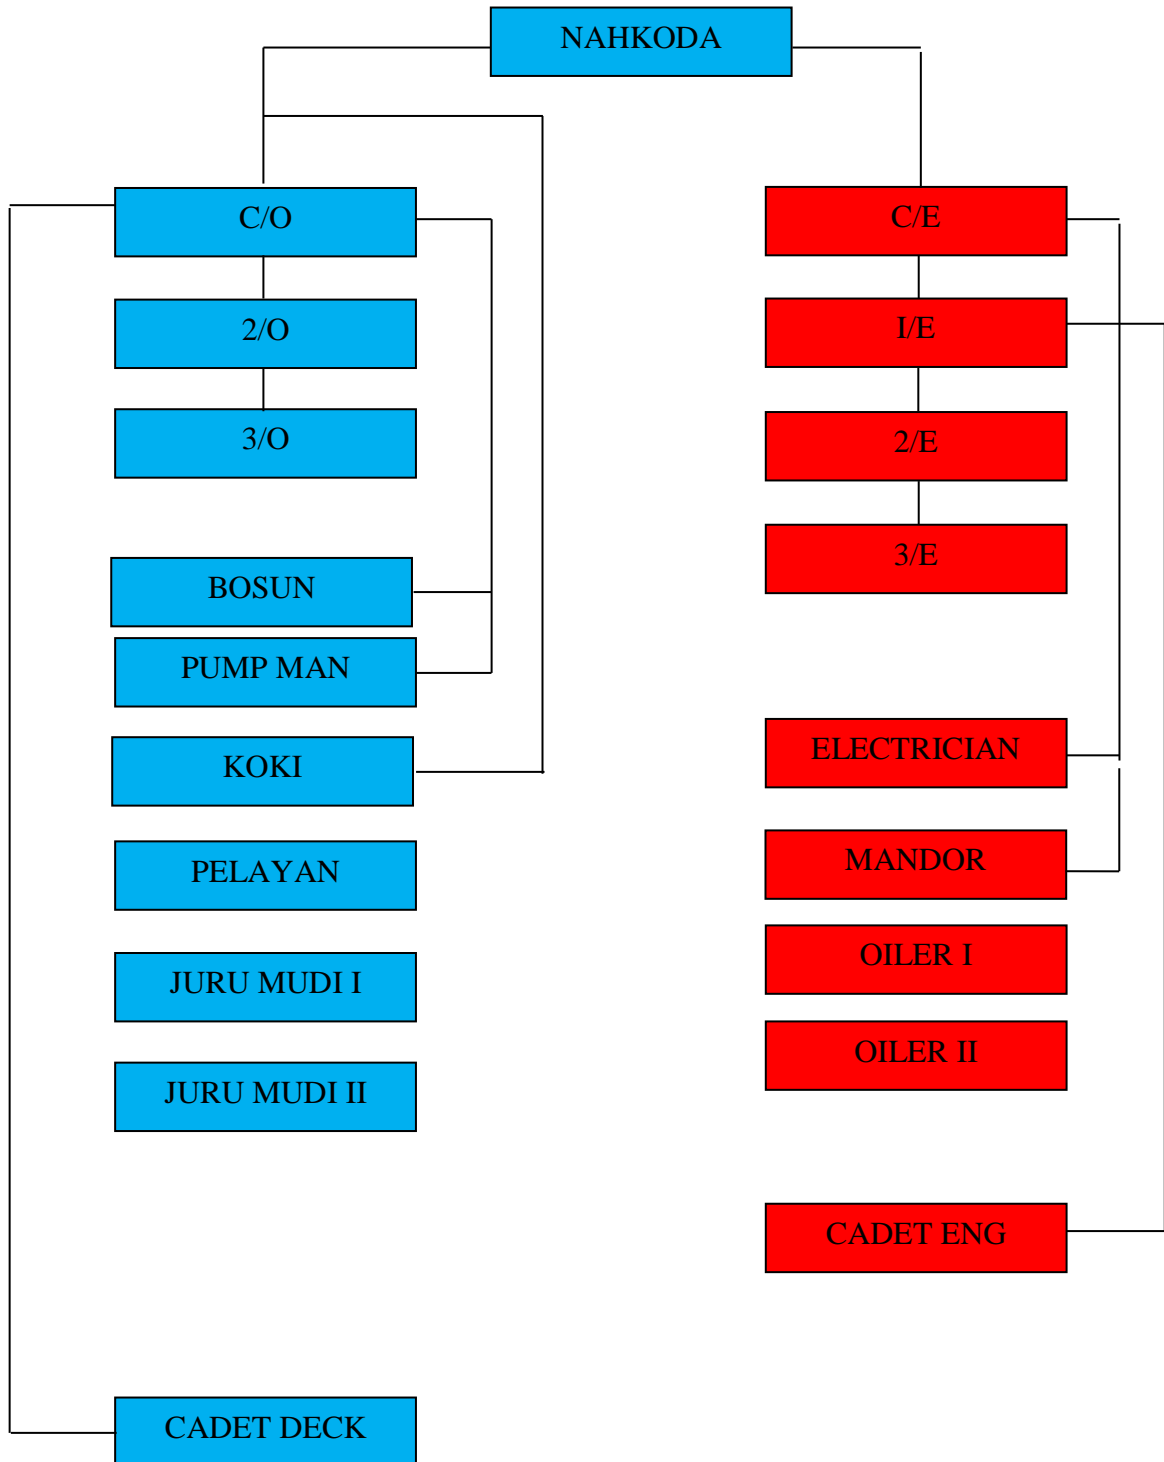 NAHKODA
C/O
2/O
3/O
BOSUN
PUMP MAN
KOKI
PELAYAN
JURU MUDI I
JURU MUDI II
CADET DECK
C/E
I/E
2/E
3/E
ELECTRICIAN
MANDOR
OILER I
OILER II
CADET ENG